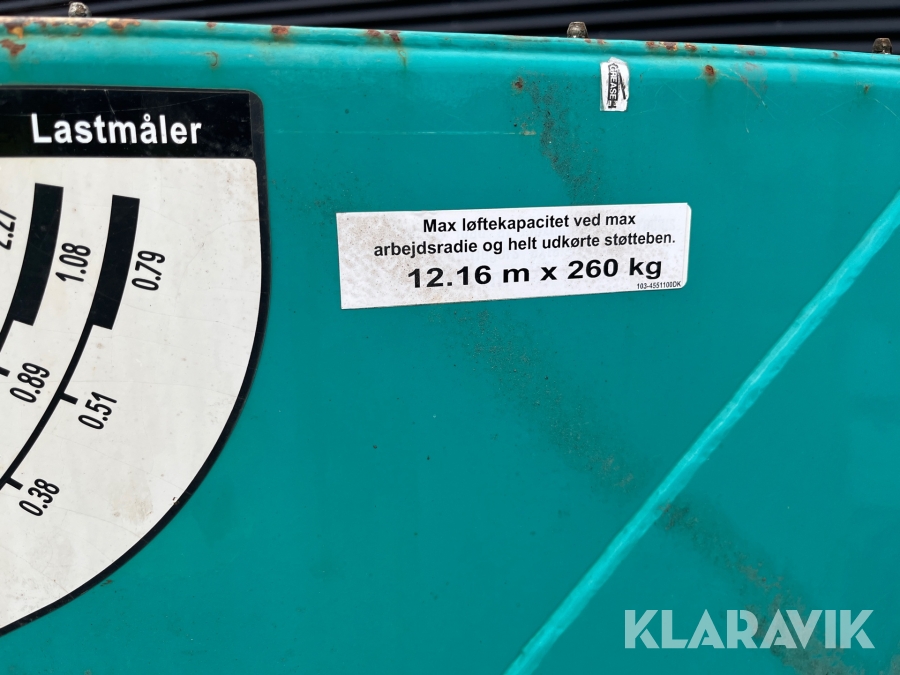 Lastmåler
2.27
1.08
0.79
0.89
0.51
0.38
GREASE
Max løftekapacitet ved max
arbejdsradie og helt udkørte støtteben.
12.16 m x 260 kg
103-4551100DK
KLARAVIK